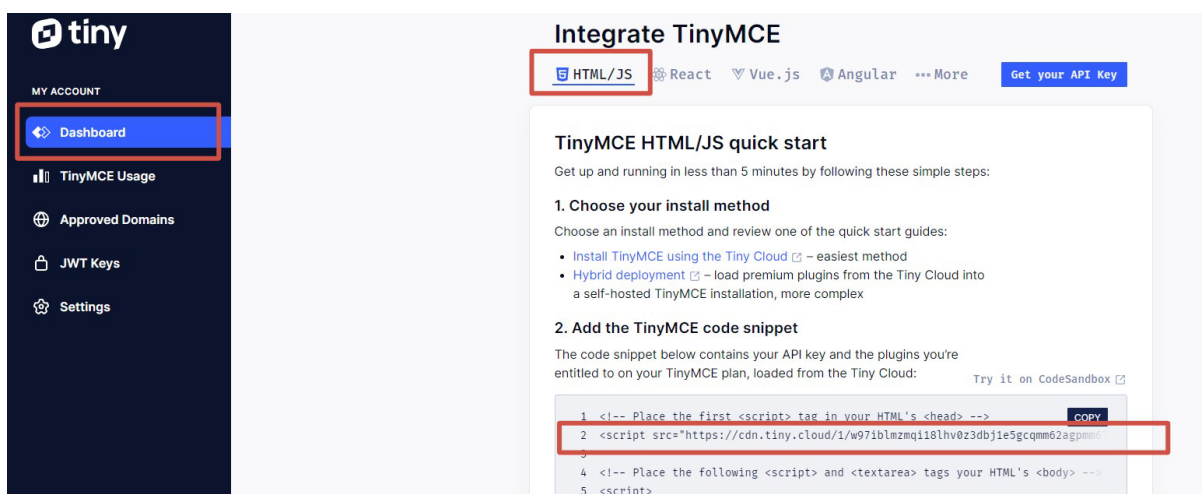 tiny
MY ACCOUNT
Dashboard
TinyMCE Usage
Approved Domains
JWT Keys
Settings
Integrate TinyMCE
HTML/JS React Vue.js Angular More Get your API Key
TinyMCE HTML/JS quick start
Get up and running in less than 5 minutes by following these simple steps:
1. Choose your install method
Choose an install method and review one of the quick start guides:
• Install TinyMCE using the Tiny Cloud – easiest method
• Hybrid deployment – load premium plugins from the Tiny Cloud into
a self-hosted TinyMCE installation, more complex
2. Add the TinyMCE code snippet
The code snippet below contains your API key and the plugins you're
entitled to on your TinyMCE plan, loaded from the Tiny Cloud:
Try it on CodeSandbox
1 <!-- Place the first <script> tag in your HTML's <head> --> COPY
2 <script src="https://cdn.tiny.cloud/1/w97iblmzmqi18lhv0z3dbj1e5gcqmm62agpmm6
3
4 <!-- Place the following <script> and <textarea> tags your HTML's <body> -->
5 <script>